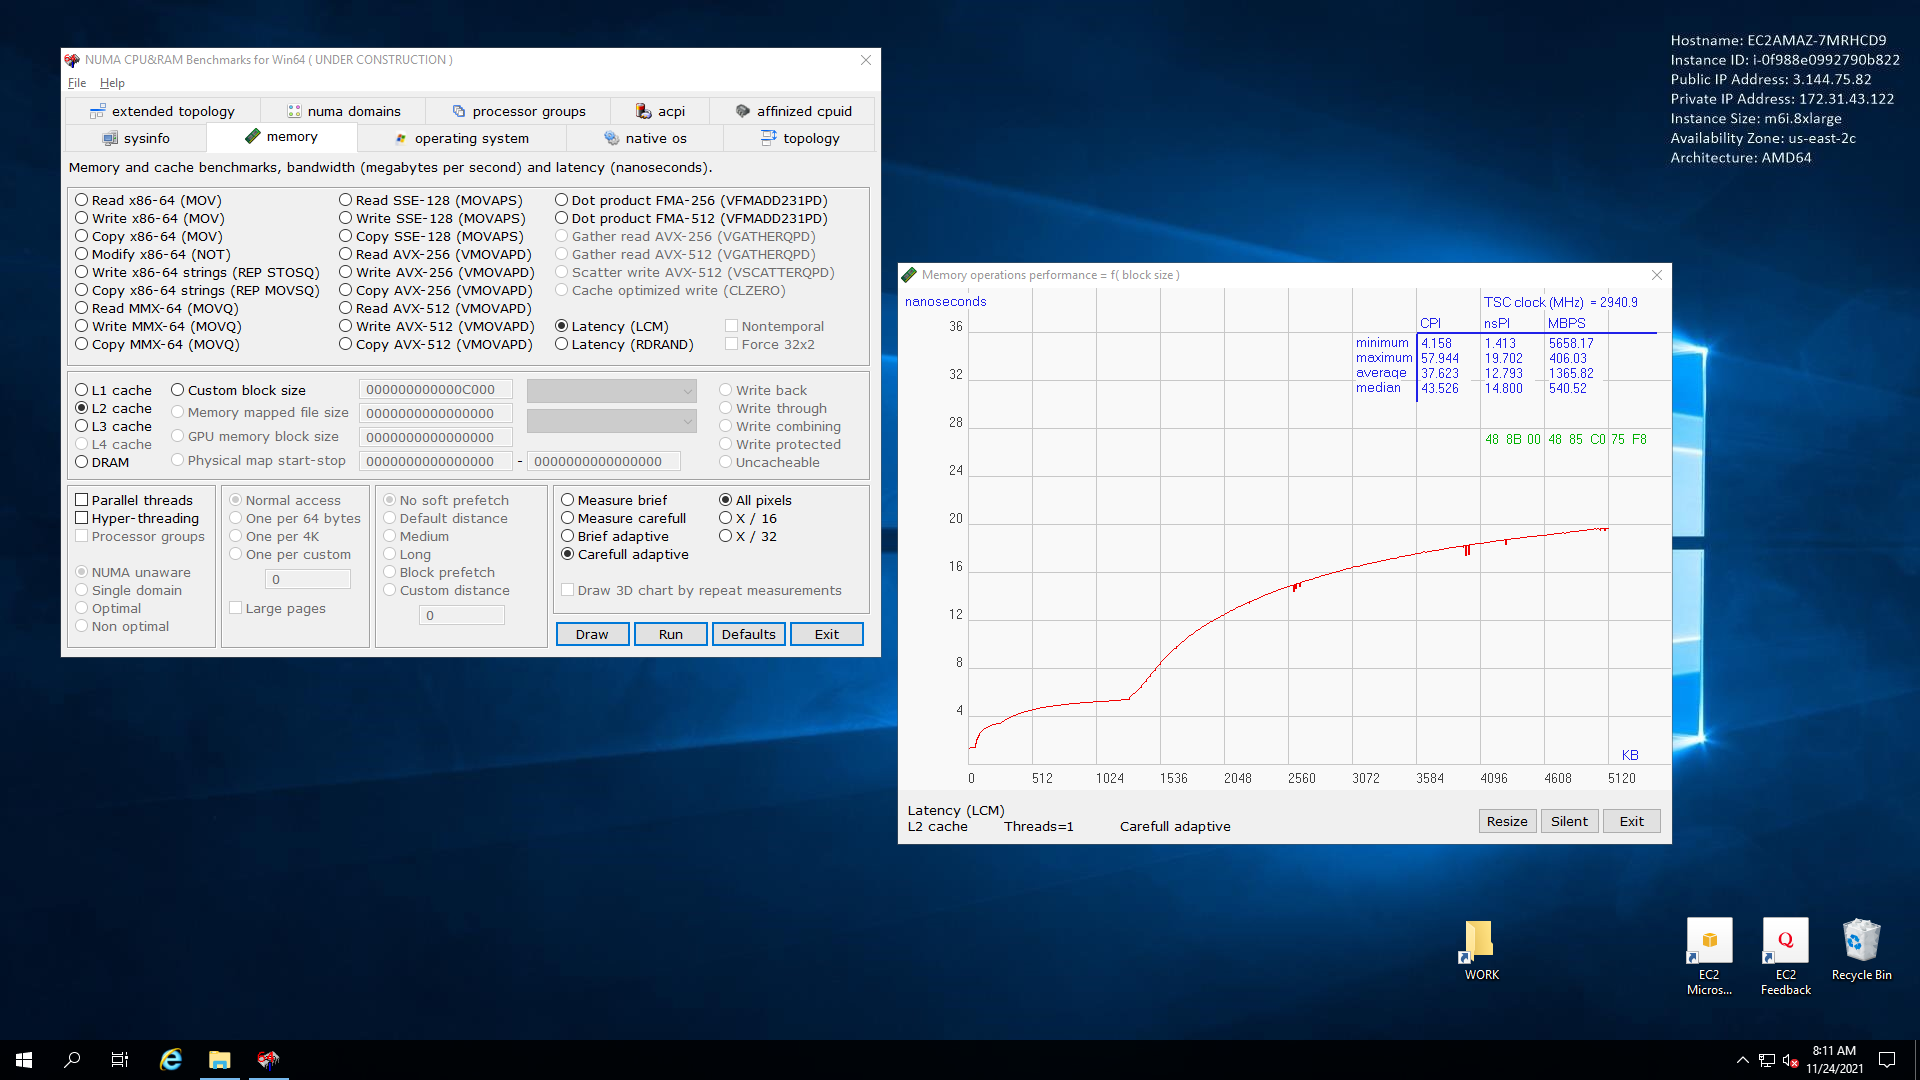 Hostname: EC2AMAZ-7MRHCD9
Instance ID: i-0f988e0992790b822
Public IP Address: 3.144.75.82
Private IP Address: 172.31.43.122
Instance Size: m6i.8xlarge
Availability Zone: us-east-2c
Architecture: AMD64
NUMA CPU&RAM Benchmarks for Win64 ( UNDER CONSTRUCTION )
File Help
extended topology numa domains processor groups acpi affinized cpuid
sysinfo memory operating system native os topology
Memory and cache benchmarks, bandwidth (megabytes per second) and latency (nanoseconds).
Read x86-64 (MOV) Read SSE-128 (MOVAPS) Dot product FMA-256 (VFMADD231PD)
Write x86-64 (MOV) Write SSE-128 (MOVAPS) Dot product FMA-512 (VFMADD231PD)
Copy x86-64 (MOV) Copy SSE-128 (MOVAPS) Gather read AVX-256 (VGATHERQPD)
Modify x86-64 (NOT) Read AVX-256 (VMOVAPD) Gather read AVX-512 (VGATHERQPD)
Write x86-64 strings (REP STOSQ) Write AVX-256 (VMOVAPD) Scatter write AVX-512 (VSCATTERQPD)
Copy x86-64 strings (REP MOVSQ) Copy AVX-256 (VMOVAPD) Cache optimized write (CLZERO)
Read MMX-64 (MOVQ) Read AVX-512 (VMOVAPD)
Write MMX-64 (MOVQ) Write AVX-512 (VMOVAPD) Latency (LCM) Nontemporal
Copy MMX-64 (MOVQ) Copy AVX-512 (VMOVAPD) Latency (RDRAND) Force 32x2
L1 cache Custom block size 000000000000C000 Write back
L2 cache Memory mapped file size 0000000000000000 Write through
L3 cache Write combining
L4 cache GPU memory block size 0000000000000000 Write protected
DRAM Physical map start-stop 0000000000000000 - 0000000000000000 Uncacheable
Parallel threads Normal access No soft prefetch Measure brief All pixels
Hyper-threading One per 64 bytes Default distance Measure carefull X / 16
Processor groups One per 4K Medium Brief adaptive X / 32
One per custom Long Carefull adaptive
NUMA unaware 0 Block prefetch
Single domain Custom distance Draw 3D chart by repeat measurements
Optimal Large pages 0
Non optimal
Draw Run Defaults Exit
Memory operations performance = f( block size )
nanoseconds TSC clock (MHz) = 2940.9
CPI nsPI MBPS
minimum 4.158 1.413 5658.17
maximum 57.944 19.702 406.03
average 37.623 12.793 1365.82
median 43.526 14.800 540.52
48 8B 00 48 85 C0 75 F8
36
32
28
24
20
16
12
8
4
KB
0 512 1024 1536 2048 2560 3072 3584 4096 4608 5120
Latency (LCM)
L2 cache Threads=1 Carefull adaptive
Resize Silent Exit
WORK
EC2 Micros...
EC2 Feedback
Recycle Bin
8:11 AM
11/24/2021